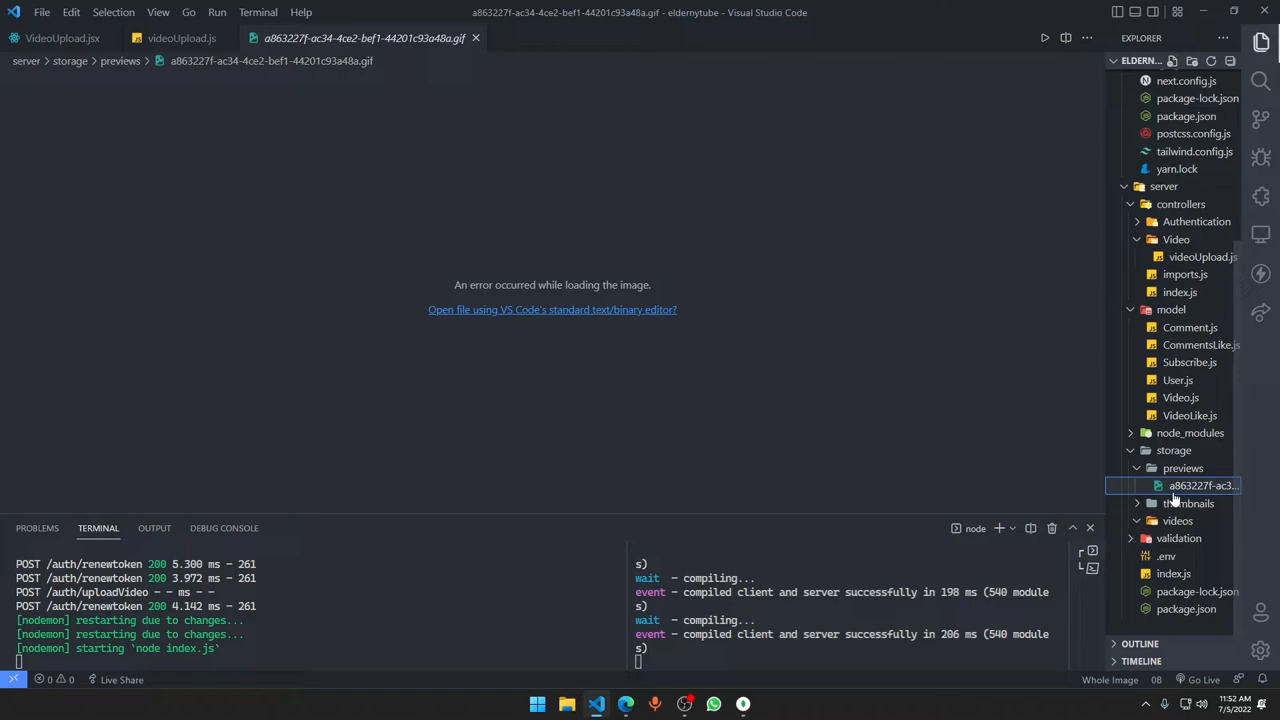 File Edit Selection View Go Run Terminal Help
a863227f-ac34-4ce2-bef1-44201c93a48a.gif - eldernytube - Visual Studio Code
VideoUpload.jsx videoUpload.js a863227f-ac34-4ce2-bef1-44201c93a48a.gif
server storage previews a863227f-ac34-4ce2-bef1-44201c93a48a.gif
An error occurred while loading the image.
Open file using VS Code's standard text/binary editor?
EXPLORER
ELDERN...
next.config.js
package-lock.json
package.json
postcss.config.js
tailwind.config.js
yarn.lock
server
controllers
Authentication
Video
videoUpload.js
imports.js
index.js
model
Comment.js
CommentsLike.js
Subscribe.js
User.js
Video.js
VideoLike.js
node_modules
storage
previews
a863227f-ac3...
thumbnails
videos
validation
.env
index.js
package-lock.json
package.json
OUTLINE
TIMELINE
PROBLEMS TERMINAL OUTPUT DEBUG CONSOLE
node
POST /auth/renewtoken 200 5.300 ms - 261
POST /auth/renewtoken 200 3.972 ms - 261
POST /auth/uploadVideo - - ms - -
POST /auth/renewtoken 200 4.142 ms - 261
[nodemon] restarting due to changes...
[nodemon] restarting due to changes...
[nodemon] starting `node index.js`
s)
wait - compiling...
event - compiled client and server successfully in 198 ms (540 module
s)
wait - compiling...
event - compiled client and server successfully in 206 ms (540 module
s)
0 0 Live Share
Whole Image 0B Go Live
11:52 AM
7/5/2022